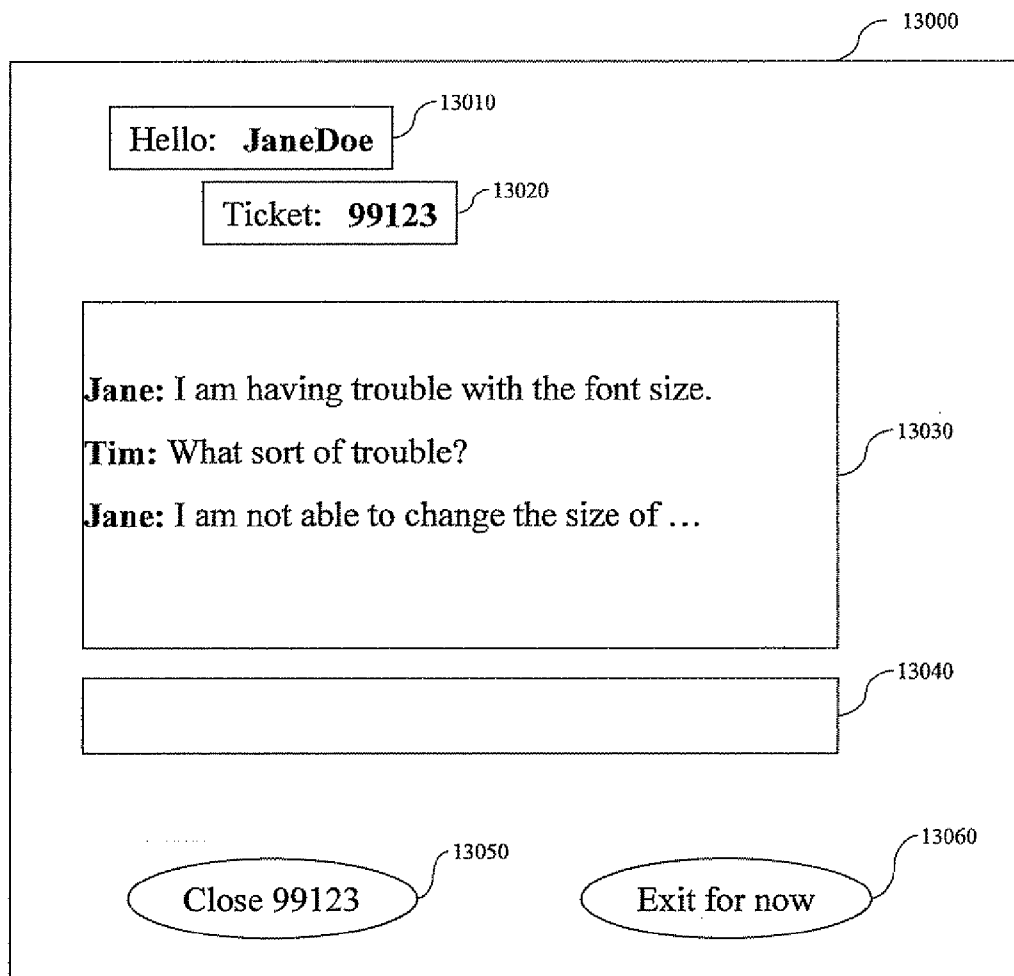 13000
Hello: JaneDoe
13010
Ticket: 99123
13020
Jane: I am having trouble with the font size.
Tim: What sort of trouble?
Jane: I am not able to change the size of ...
13030
13040
Close 99123
13050
Exit for now
13060